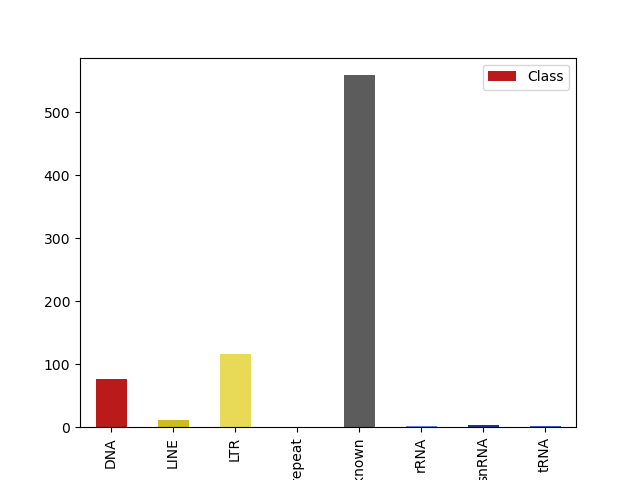 Class
500
400
300
200
100
0
DNA
LINE
LTR
repeat
known
rRNA
snRNA
tRNA